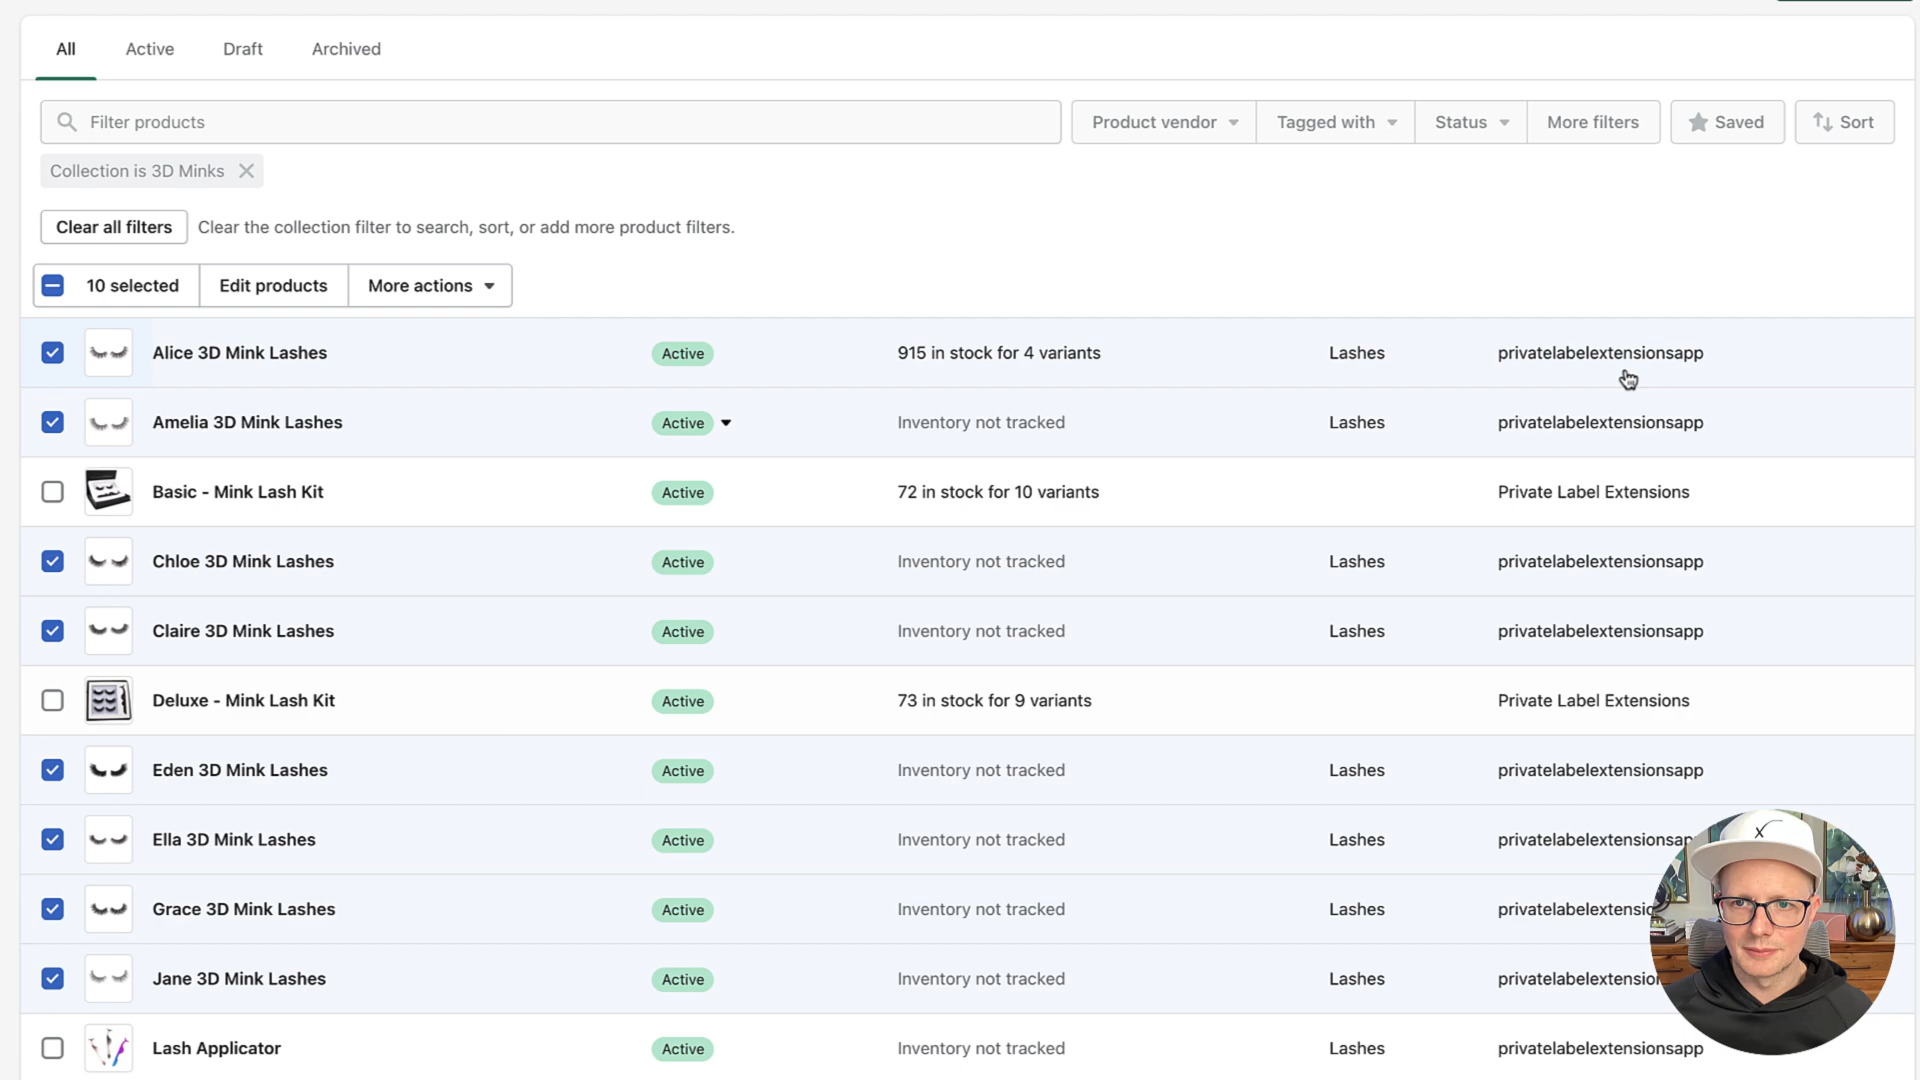 All Active Draft Archived
Filter products Product vendor Tagged with Status More filters Saved Sort
Collection is 3D Minks
Clear all filters Clear the collection filter to search, sort, or add more product filters.
10 selected Edit products More actions
Alice 3D Mink Lashes Active 915 in stock for 4 variants Lashes privatelabelextensionsapp
Amelia 3D Mink Lashes Active Inventory not tracked Lashes privatelabelextensionsapp
Basic - Mink Lash Kit Active 72 in stock for 10 variants Private Label Extensions
Chloe 3D Mink Lashes Active Inventory not tracked Lashes privatelabelextensionsapp
Claire 3D Mink Lashes Active Inventory not tracked Lashes privatelabelextensionsapp
Deluxe - Mink Lash Kit Active 73 in stock for 9 variants Private Label Extensions
Eden 3D Mink Lashes Active Inventory not tracked Lashes privatelabelextensionsapp
Ella 3D Mink Lashes Active Inventory not tracked Lashes privatelabelextensionsap
Grace 3D Mink Lashes Active Inventory not tracked Lashes privatelabelextensio
Jane 3D Mink Lashes Active Inventory not tracked Lashes privatelabelextension
Lash Applicator Active Inventory not tracked Lashes privatelabelextensionsapp